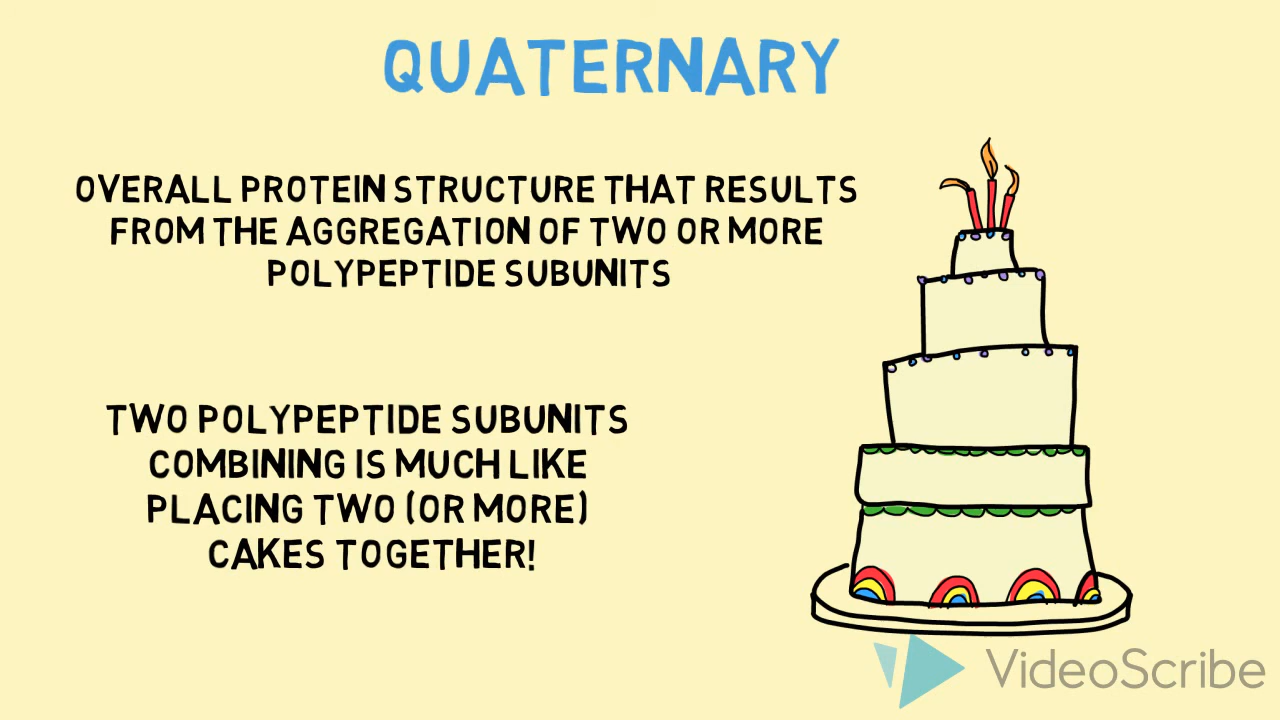 QUATERNARY
OVERALL PROTEIN STRUCTURE THAT RESULTS
FROM THE AGGREGATION OF TWO OR MORE
POLYPEPTIDE SUBUNITS
TWO POLYPEPTIDE SUBUNITS
COMBINING IS MUCH LIKE
PLACING TWO (OR MORE)
CAKES TOGETHER!
VideoScribe